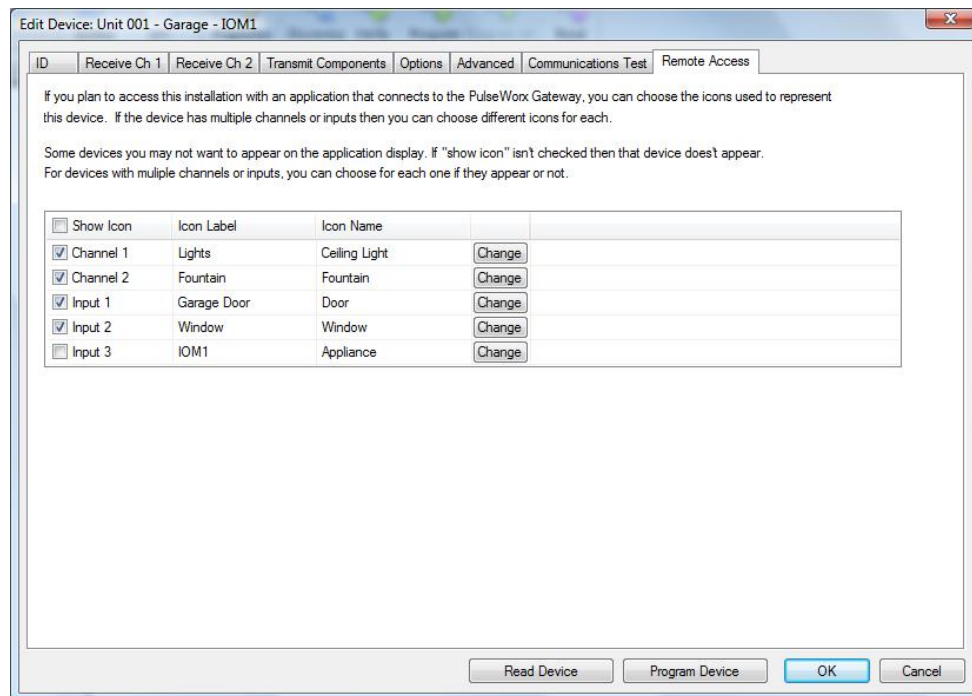 Edit Device: Unit 001 - Garage - IOM1
ID Receive Ch 1 Receive Ch 2 Transmit Components Options Advanced Communications Test Remote Access
If you plan to access this installation with an application that connects to the PulseWorx Gateway, you can choose the icons used to represent
this device. If the device has multiple channels or inputs then you can choose different icons for each.
Some devices you may not want to appear on the application display. If "show icon" isn't checked then that device does't appear.
For devices with muliple channels or inputs, you can choose for each one if they appear or not.
Show Icon Icon Label Icon Name
Channel 1 Lights Ceiling Light Change
Channel 2 Fountain Fountain Change
Input 1 Garage Door Door Change
Input 2 Window Window Change
Input 3 IOM1 Appliance Change
Read Device Program Device OK Cancel